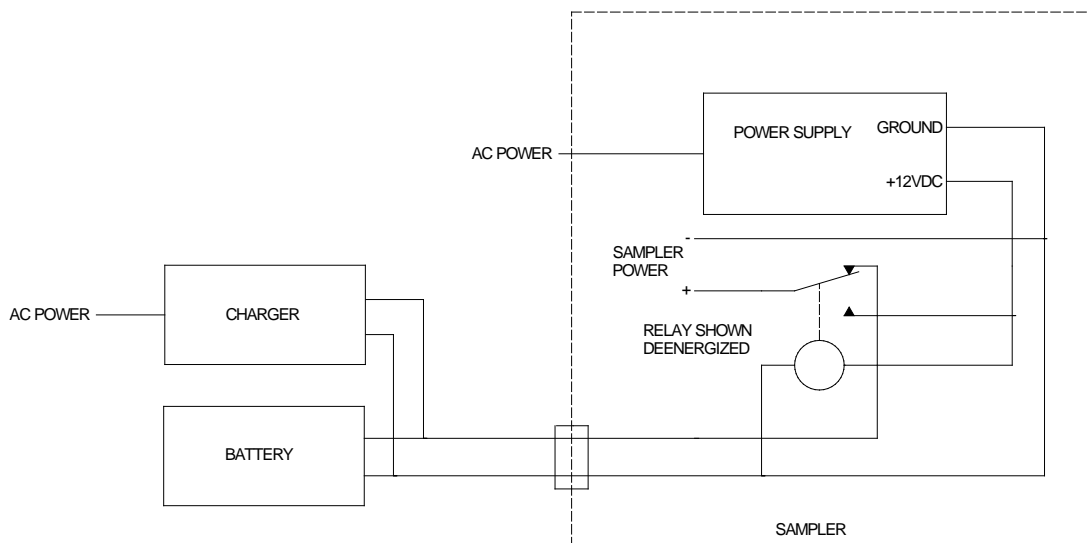 POWER SUPPLY
GROUND
+12VDC
AC POWER
-
SAMPLER
POWER
+
RELAY SHOWN
DEENERGIZED
AC POWER
CHARGER
BATTERY
SAMPLER